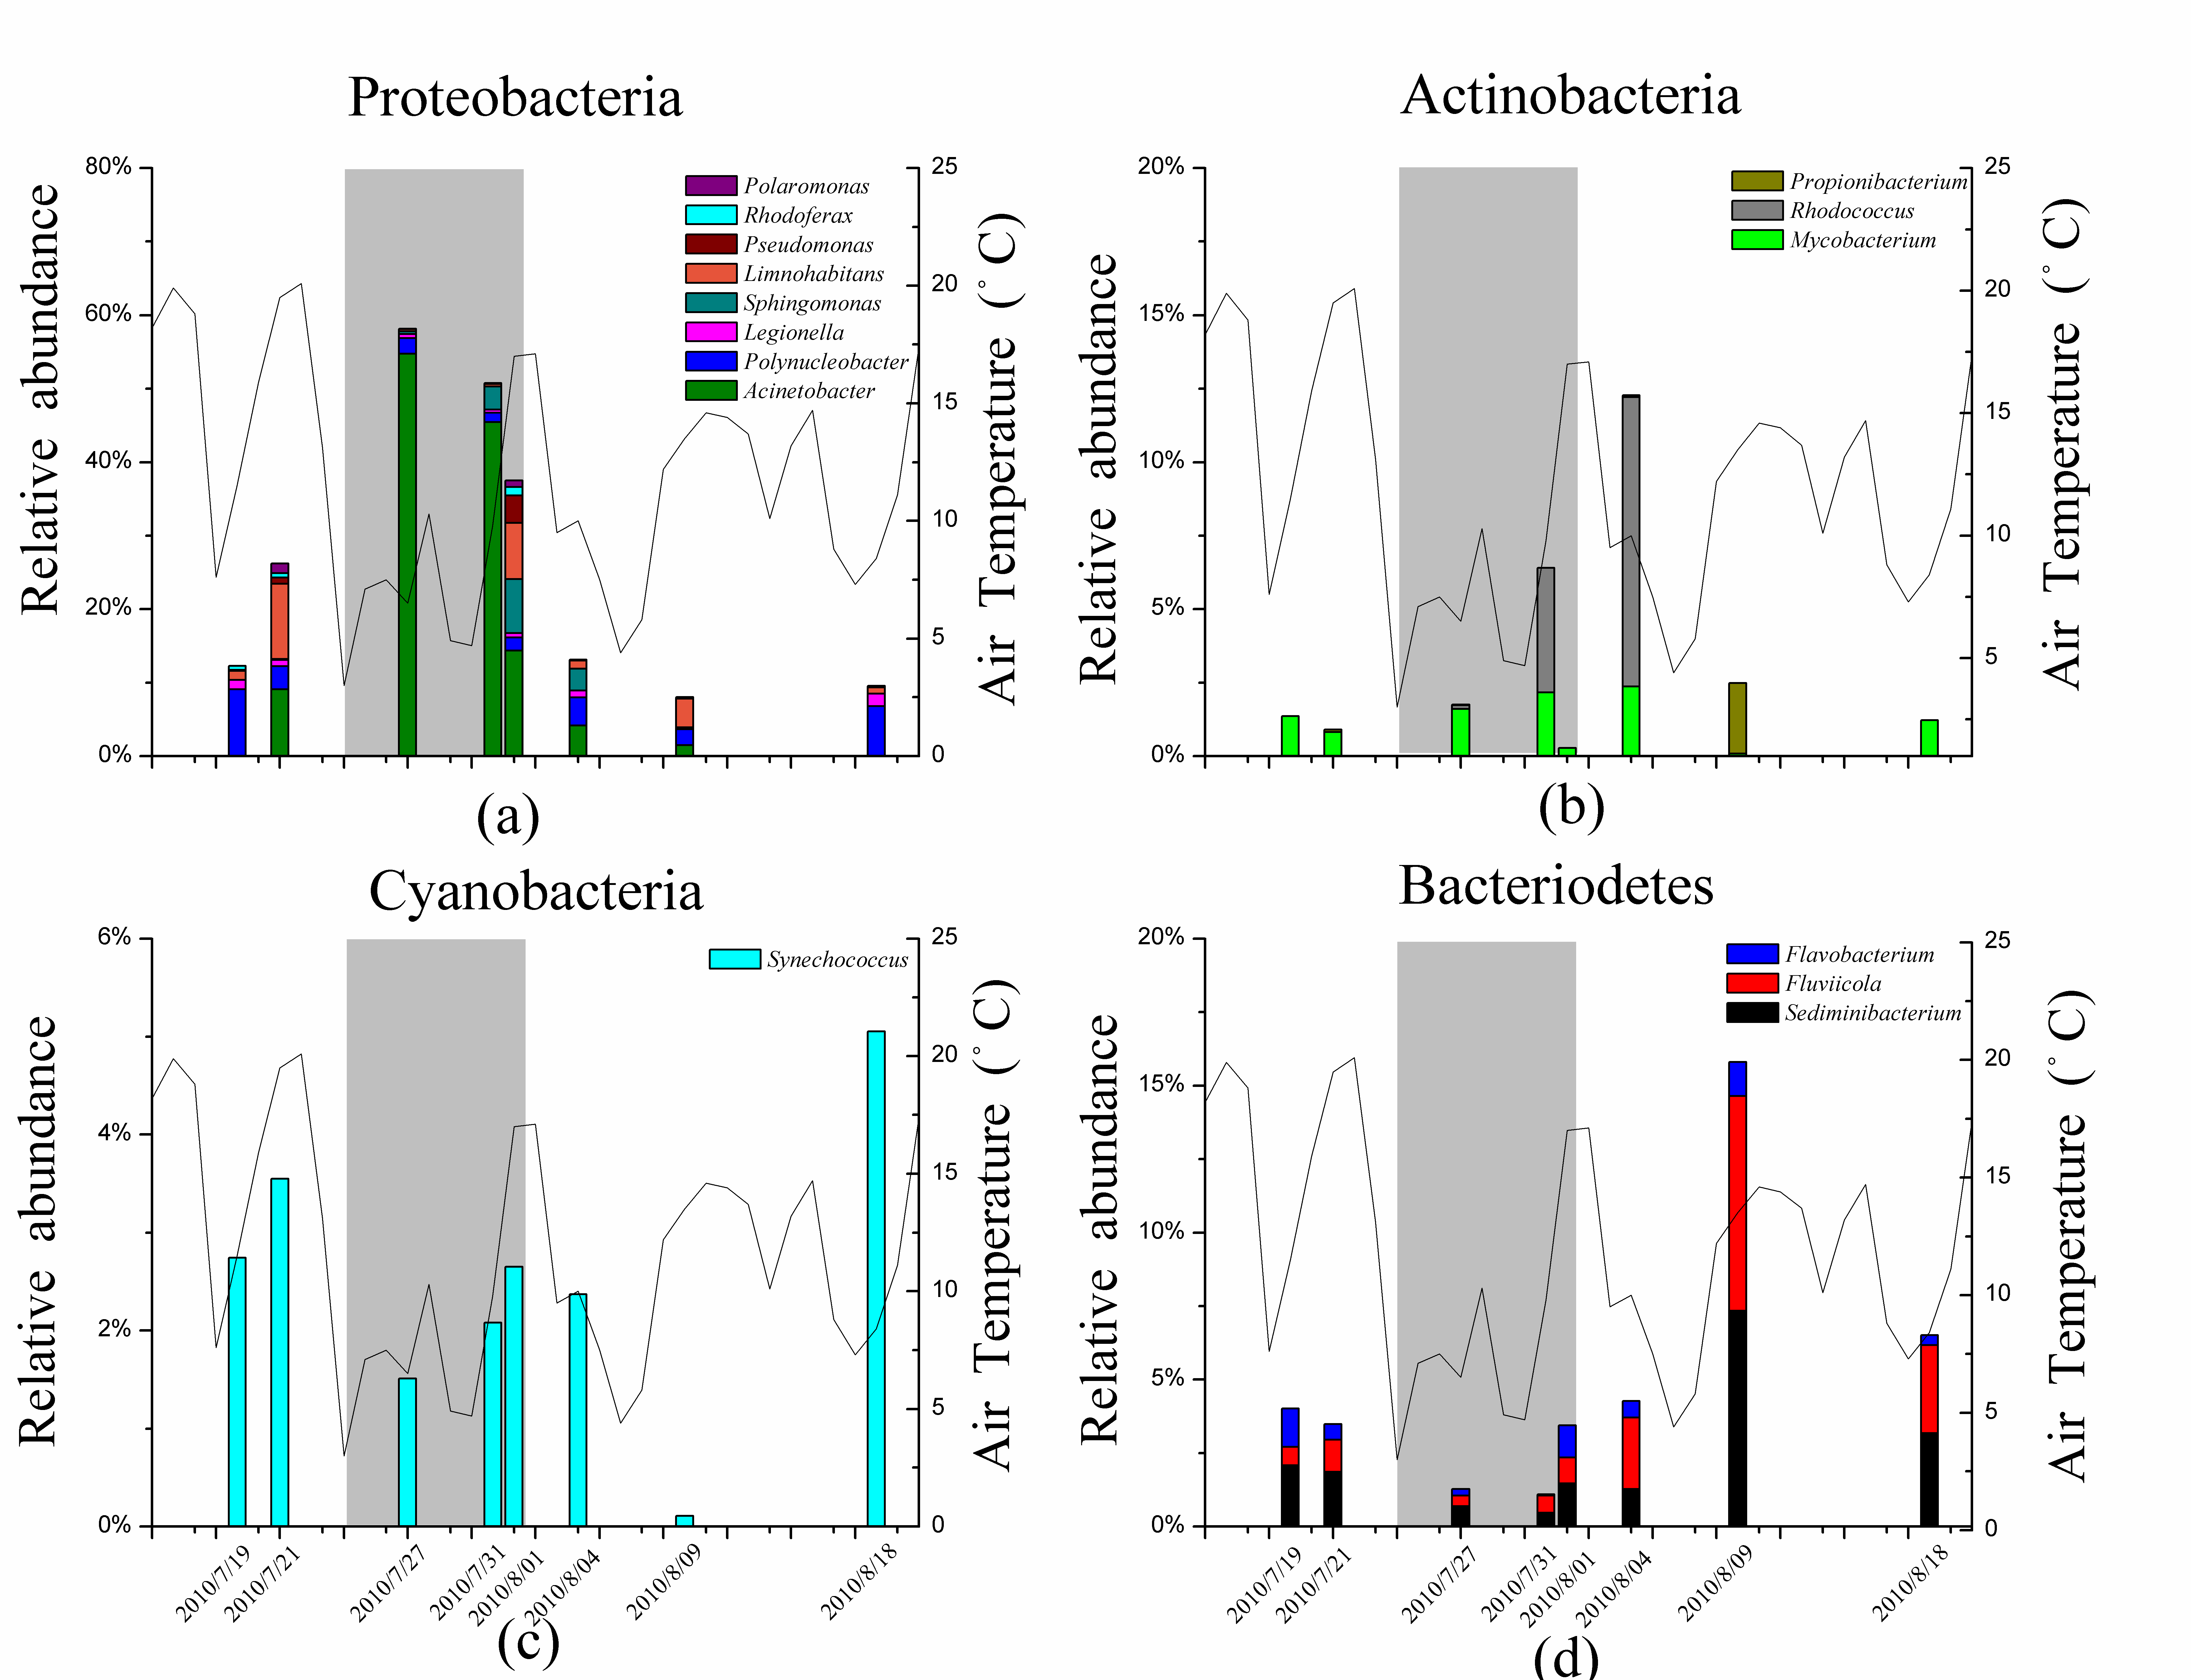 Proteobacteria
Relative abundance
80%
60%
40%
20%
0%
Polaromonas
Rhodoferax
Pseudomonas
Limnohabitans
Sphingomonas
Legionella
Polynucleobacter
Acinetobacter
25
20
15
10
5
0
Air Temperature (°C)
(a)
Actinobacteria
Relative abundance
20%
15%
10%
5%
0%
Propionibacterium
Rhodococcus
Mycobacterium
25
20
15
10
5
Air Temperature (°C)
(b)
Cyanobacteria
Relative abundance
6%
4%
2%
0%
Synechococcus
25
20
15
10
5
0
Air Temperature (°C)
2010/7/19
2010/7/21
2010/7/27
2010/7/31
2010/8/01
2010/8/04
2010/8/09
2010/8/18
(c)
Bacteriodetes
Relative abundance
20%
15%
10%
5%
0%
Flavobacterium
Fluviicola
Sediminibacterium
25
20
15
10
5
0
Air Temperature (°C)
2010/7/19
2010/7/21
2010/7/27
2010/7/31
2010/8/01
2010/8/04
2010/8/09
2010/8/18
(d)